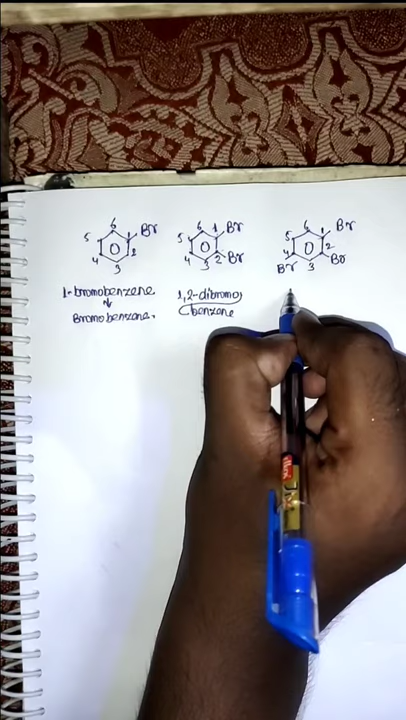 6 1 Br
5 2
4 3
6 1 Br
5 2 Br
4 3
6 1 Br
5 2 Br
4 3
Br
1-bromobenzene
Bromobenzene.
1,2-dibromo
benzene